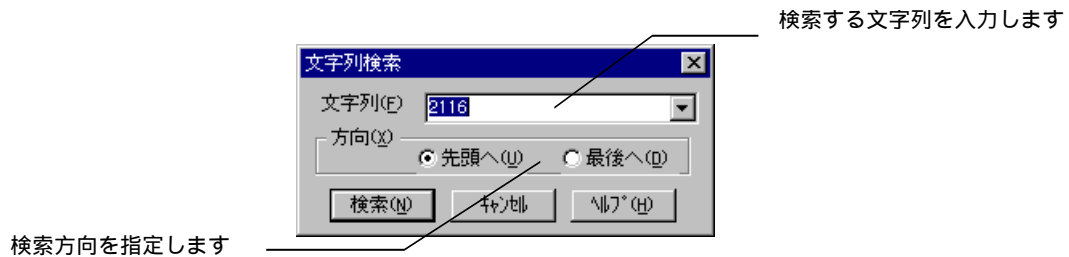 検索する文字列を入力します
文字列検索
文字列(F) 2116
方向(X)
先頭へ(U) 最後へ(D)
検索(N) ｷｬﾝｾﾙ ﾍﾙﾌﾟ(H)
検索方向を指定します